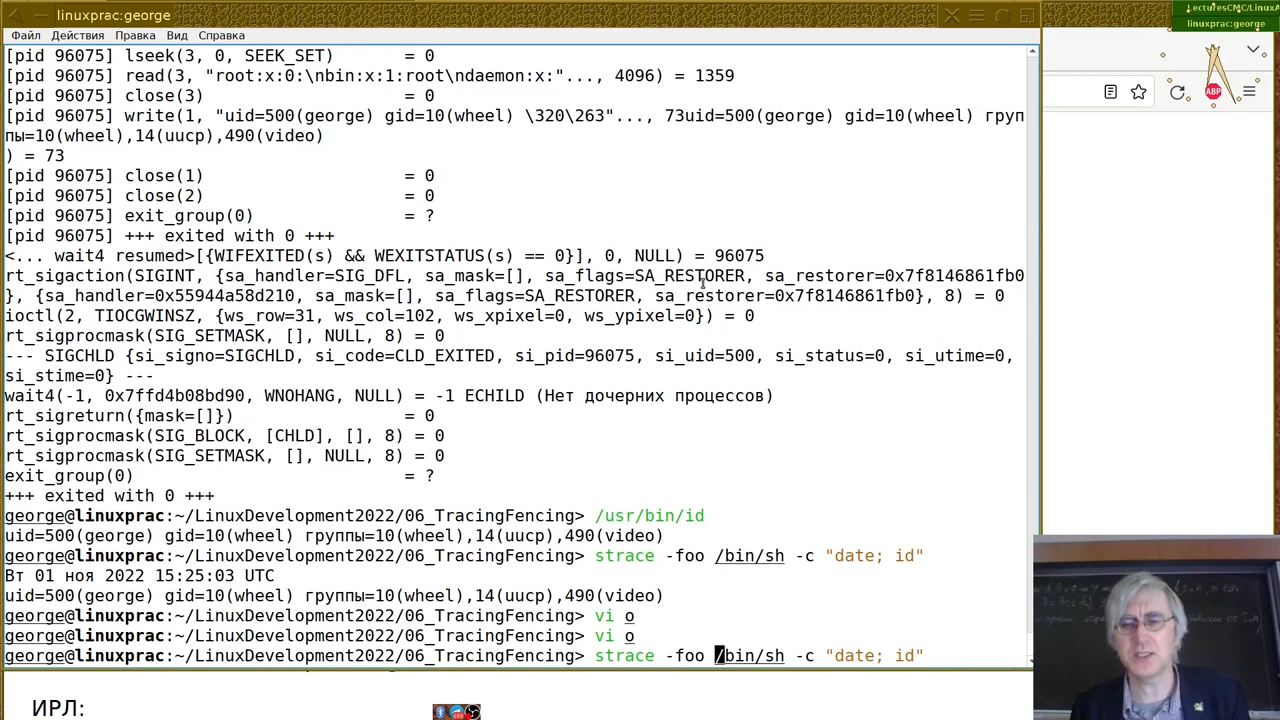 linuxprac:george
.LecturesCMC/LinuxA
linuxprac:george
Файл Действия Правка Вид Справка
ABP
[pid 96075] lseek(3, 0, SEEK_SET) = 0
[pid 96075] read(3, "root:x:0:\nbin:x:1:root\ndaemon:x:"..., 4096) = 1359
[pid 96075] close(3) = 0
[pid 96075] write(1, "uid=500(george) gid=10(wheel) \320\263"..., 73uid=500(george) gid=10(wheel) груп
пы=10(wheel),14(uucp),490(video)
) = 73
[pid 96075] close(1) = 0
[pid 96075] close(2) = 0
[pid 96075] exit_group(0) = ?
[pid 96075] +++ exited with 0 +++
<... wait4 resumed>[{WIFEXITED(s) && WEXITSTATUS(s) == 0}], 0, NULL) = 96075
rt_sigaction(SIGINT, {sa_handler=SIG_DFL, sa_mask=[], sa_flags=SA_RESTORER, sa_restorer=0x7f8146861fb0
}, {sa_handler=0x55944a58d210, sa_mask=[], sa_flags=SA_RESTORER, sa_restorer=0x7f8146861fb0}, 8) = 0
ioctl(2, TIOCGWINSZ, {ws_row=31, ws_col=102, ws_xpixel=0, ws_ypixel=0}) = 0
rt_sigprocmask(SIG_SETMASK, [], NULL, 8) = 0
--- SIGCHLD {si_signo=SIGCHLD, si_code=CLD_EXITED, si_pid=96075, si_uid=500, si_status=0, si_utime=0,
si_stime=0} ---
wait4(-1, 0x7ffd4b08bd90, WNOHANG, NULL) = -1 ECHILD (Нет дочерних процессов)
rt_sigreturn({mask=[]}) = 0
rt_sigprocmask(SIG_BLOCK, [CHLD], [], 8) = 0
rt_sigprocmask(SIG_SETMASK, [], NULL, 8) = 0
exit_group(0) = ?
+++ exited with 0 +++
george@linuxprac:~/LinuxDevelopment2022/06_TracingFencing> /usr/bin/id
uid=500(george) gid=10(wheel) группы=10(wheel),14(uucp),490(video)
george@linuxprac:~/LinuxDevelopment2022/06_TracingFencing> strace -foo /bin/sh -c "date; id"
Вт 01 ноя 2022 15:25:03 UTC
uid=500(george) gid=10(wheel) группы=10(wheel),14(uucp),490(video)
george@linuxprac:~/LinuxDevelopment2022/06_TracingFencing> vi o
george@linuxprac:~/LinuxDevelopment2022/06_TracingFencing> vi o
george@linuxprac:~/LinuxDevelopment2022/06_TracingFencing> strace -foo /bin/sh -c "date; id"
ИРЛ: